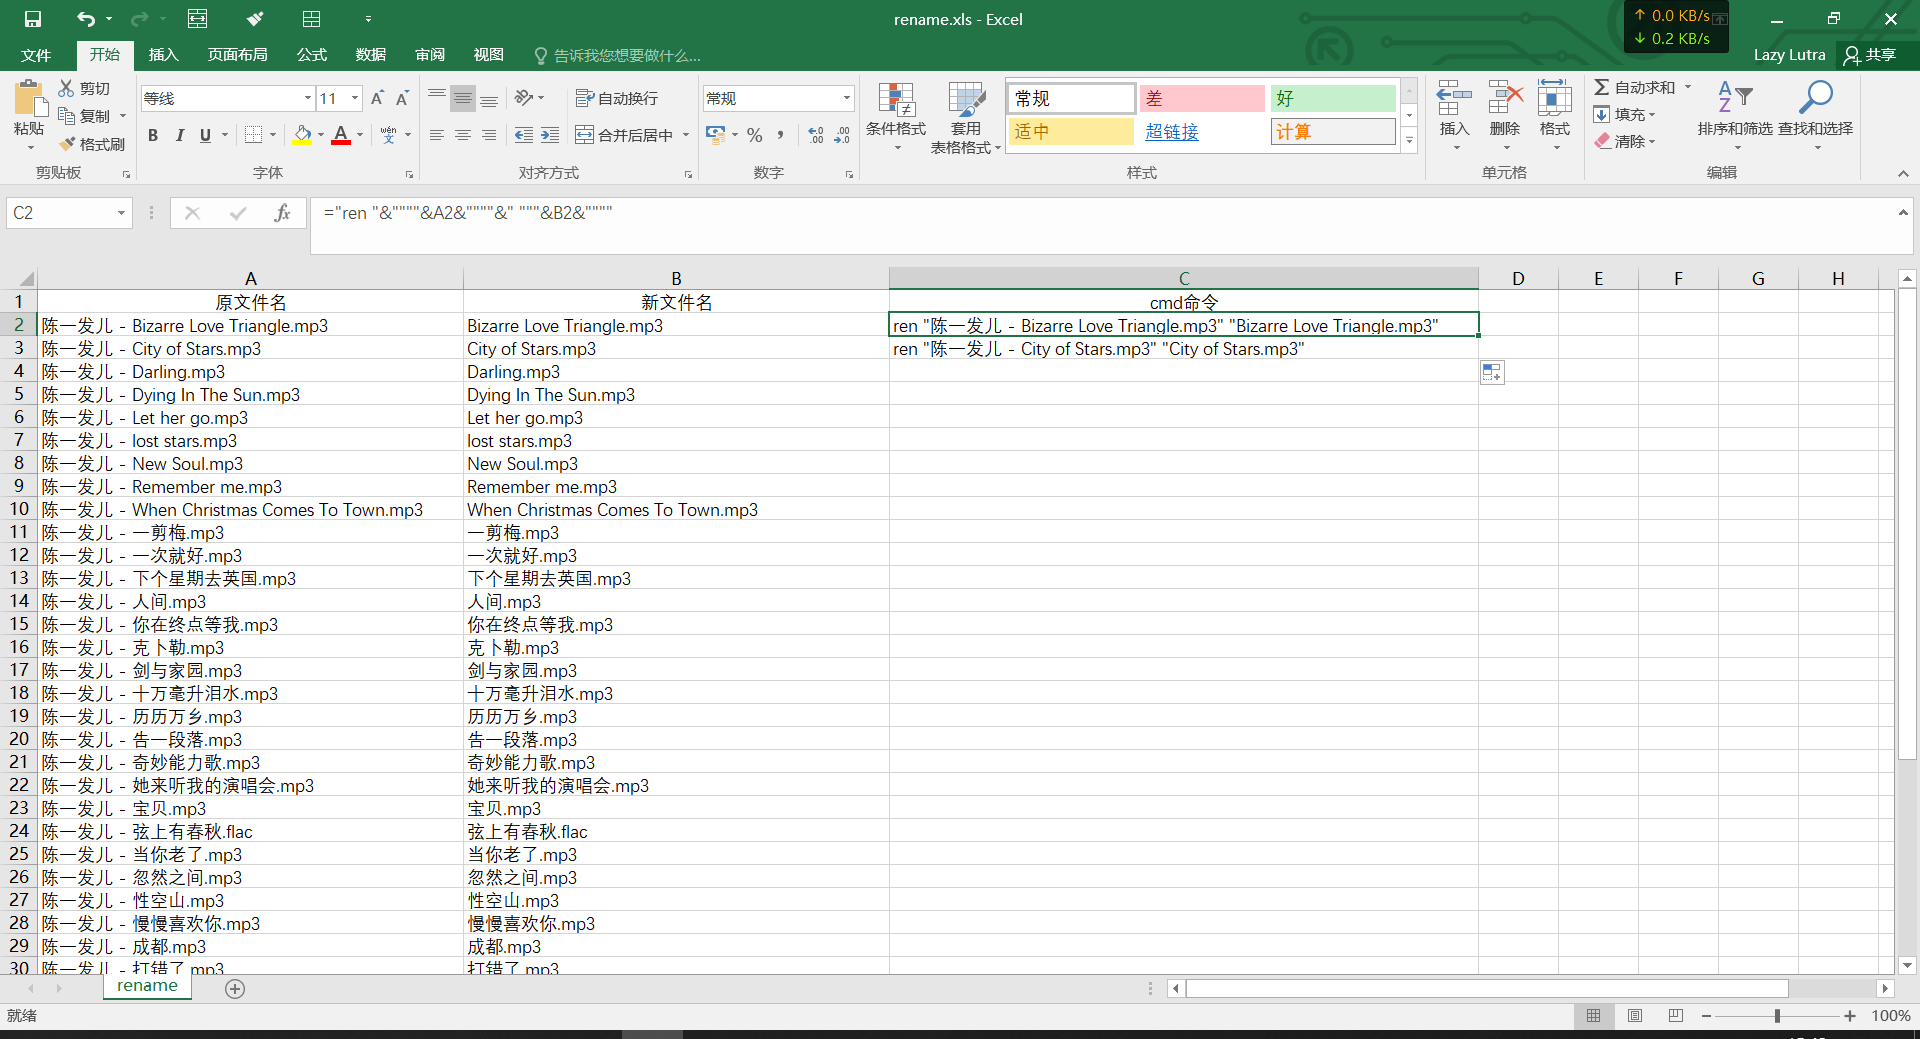 rename.xls - Excel
↑ 0.0 KB/s
↓ 0.2 KB/s
文件 开始 插入 页面布局 公式 数据 审阅 视图 告诉我您想要做什么... Lazy Lutra 共享
粘贴 剪切 复制 格式刷 剪贴板
等线 11 A A B I U A wén 文 字体
自动换行 合并后居中 对齐方式
常规 % , .00 数字
条件格式 套用 表格格式
常规 差 好
适中 超链接 计算
样式
插入 删除 格式 单元格
自动求和 填充 清除 排序和筛选 查找和选择 编辑
C2 fx ="ren "&""""&A2&""""&" """&B2&""""
A B C D E F G H
1 原文件名 新文件名 cmd命令
2 陈一发儿 - Bizarre Love Triangle.mp3 Bizarre Love Triangle.mp3 ren "陈一发儿 - Bizarre Love Triangle.mp3" "Bizarre Love Triangle.mp3"
3 陈一发儿 - City of Stars.mp3 City of Stars.mp3 ren "陈一发儿 - City of Stars.mp3" "City of Stars.mp3"
4 陈一发儿 - Darling.mp3 Darling.mp3
5 陈一发儿 - Dying In The Sun.mp3 Dying In The Sun.mp3
6 陈一发儿 - Let her go.mp3 Let her go.mp3
7 陈一发儿 - lost stars.mp3 lost stars.mp3
8 陈一发儿 - New Soul.mp3 New Soul.mp3
9 陈一发儿 - Remember me.mp3 Remember me.mp3
10 陈一发儿 - When Christmas Comes To Town.mp3 When Christmas Comes To Town.mp3
11 陈一发儿 - 一剪梅.mp3 一剪梅.mp3
12 陈一发儿 - 一次就好.mp3 一次就好.mp3
13 陈一发儿 - 下个星期去英国.mp3 下个星期去英国.mp3
14 陈一发儿 - 人间.mp3 人间.mp3
15 陈一发儿 - 你在终点等我.mp3 你在终点等我.mp3
16 陈一发儿 - 克卜勒.mp3 克卜勒.mp3
17 陈一发儿 - 剑与家园.mp3 剑与家园.mp3
18 陈一发儿 - 十万毫升泪水.mp3 十万毫升泪水.mp3
19 陈一发儿 - 历历万乡.mp3 历历万乡.mp3
20 陈一发儿 - 告一段落.mp3 告一段落.mp3
21 陈一发儿 - 奇妙能力歌.mp3 奇妙能力歌.mp3
22 陈一发儿 - 她来听我的演唱会.mp3 她来听我的演唱会.mp3
23 陈一发儿 - 宝贝.mp3 宝贝.mp3
24 陈一发儿 - 弦上有春秋.flac 弦上有春秋.flac
25 陈一发儿 - 当你老了.mp3 当你老了.mp3
26 陈一发儿 - 忽然之间.mp3 忽然之间.mp3
27 陈一发儿 - 性空山.mp3 性空山.mp3
28 陈一发儿 - 慢慢喜欢你.mp3 慢慢喜欢你.mp3
29 陈一发儿 - 成都.mp3 成都.mp3
30 陈一发儿 - 打错了.mp3 打错了.mp3
rename
就绪 100%